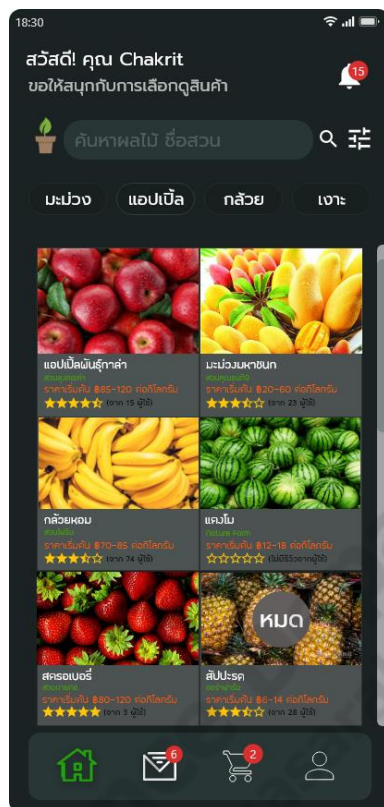 18:30
สวัสดี! คุณ Chakrit
ขอให้สนุกกับการเลือกดูสินค้า
15
ค้นหาผลไม้ ชื่อสวน
มะม่วง แอปเปิ้ล กล้วย เงาะ
แอปเปิ้ลพันธุ์กาล่า
ราคาเริ่มต้น ฿85-120 ต่อกิโลกรัม
(จาก 15 ผู้ใช้)
มะม่วงมหาชนก
ราคาเริ่มต้น ฿20-60 ต่อกิโลกรัม
(จาก 23 ผู้ใช้)
กล้วยหอม
ราคาเริ่มต้น ฿70-85 ต่อกิโลกรัม
(จาก 74 ผู้ใช้)
แตงโม
Nature Farm
ราคาเริ่มต้น ฿12-18 ต่อกิโลกรัม
(ไม่มีรีวิวจากผู้ใช้)
สตรอเบอรี่
ราคาเริ่มต้น ฿80-120 ต่อกิโลกรัม
(จาก 3 ผู้ใช้)
หมด
สัปปะรด
ราคาเริ่มต้น ฿6-14 ต่อกิโลกรัม
(จาก 28 ผู้ใช้)
6
2